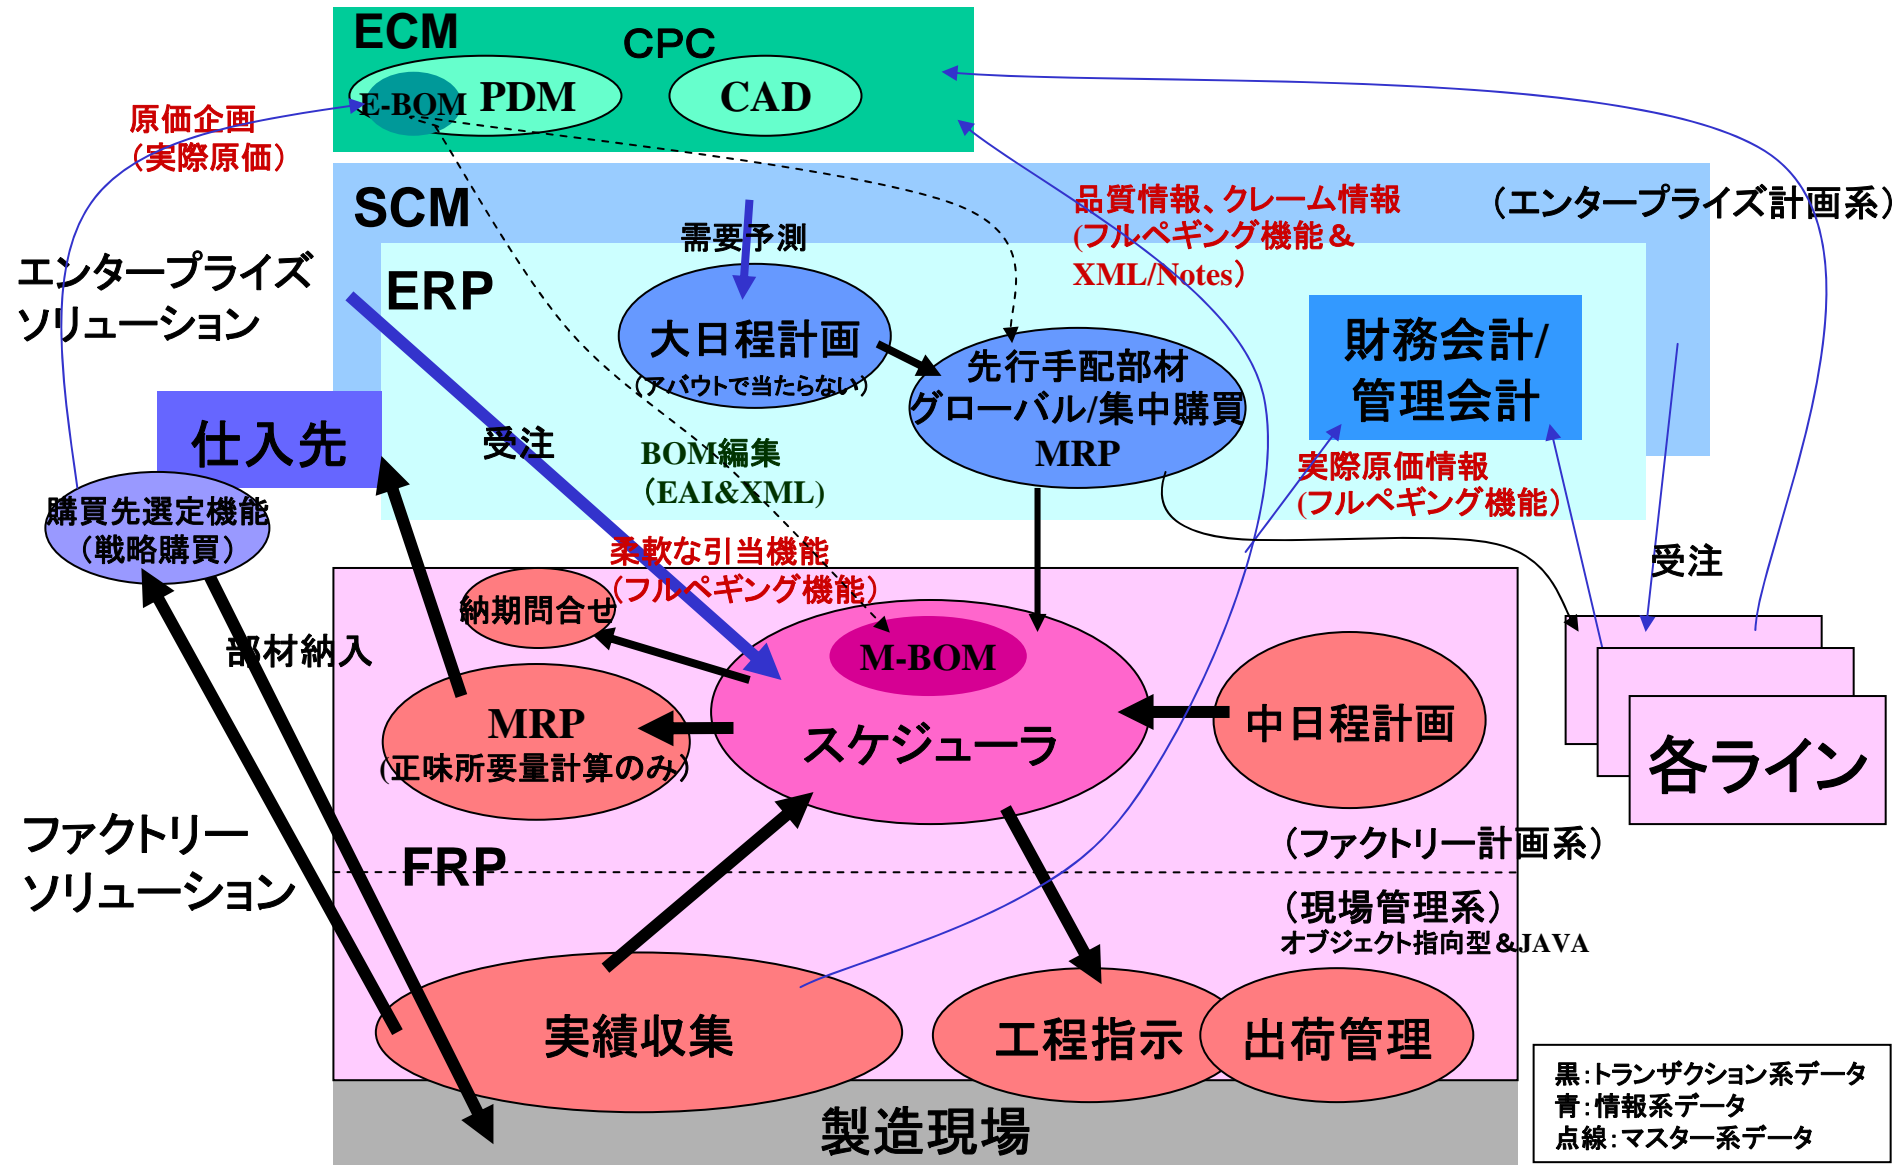 ECM
CPC
E-BOM
PDM
CAD
原価企画
（実際原価）
SCM
（エンタープライズ計画系）
品質情報、クレーム情報
(フルペギング機能＆
XML/Notes）
需要予測
エンタープライズ
ソリューション
ERP
大日程計画
（アバウトで当たらない）
先行手配部材
グローバル/集中購買
MRP
財務会計/
管理会計
仕入先
受注
BOM編集
（EAI&XML)
実際原価情報
(フルペギング機能）
購買先選定機能
（戦略購買）
柔軟な引当機能
（フルペギング機能）
受注
納期問合せ
部材納入
M-BOM
スケジューラ
MRP
(正味所要量計算のみ）
中日程計画
各ライン
ファクトリー
ソリューション
FRP
（ファクトリー計画系）
（現場管理系）
オブジェクト指向型＆JAVA
実績収集
工程指示
出荷管理
製造現場
黒：トランザクション系データ
青：情報系データ
点線：マスター系データ